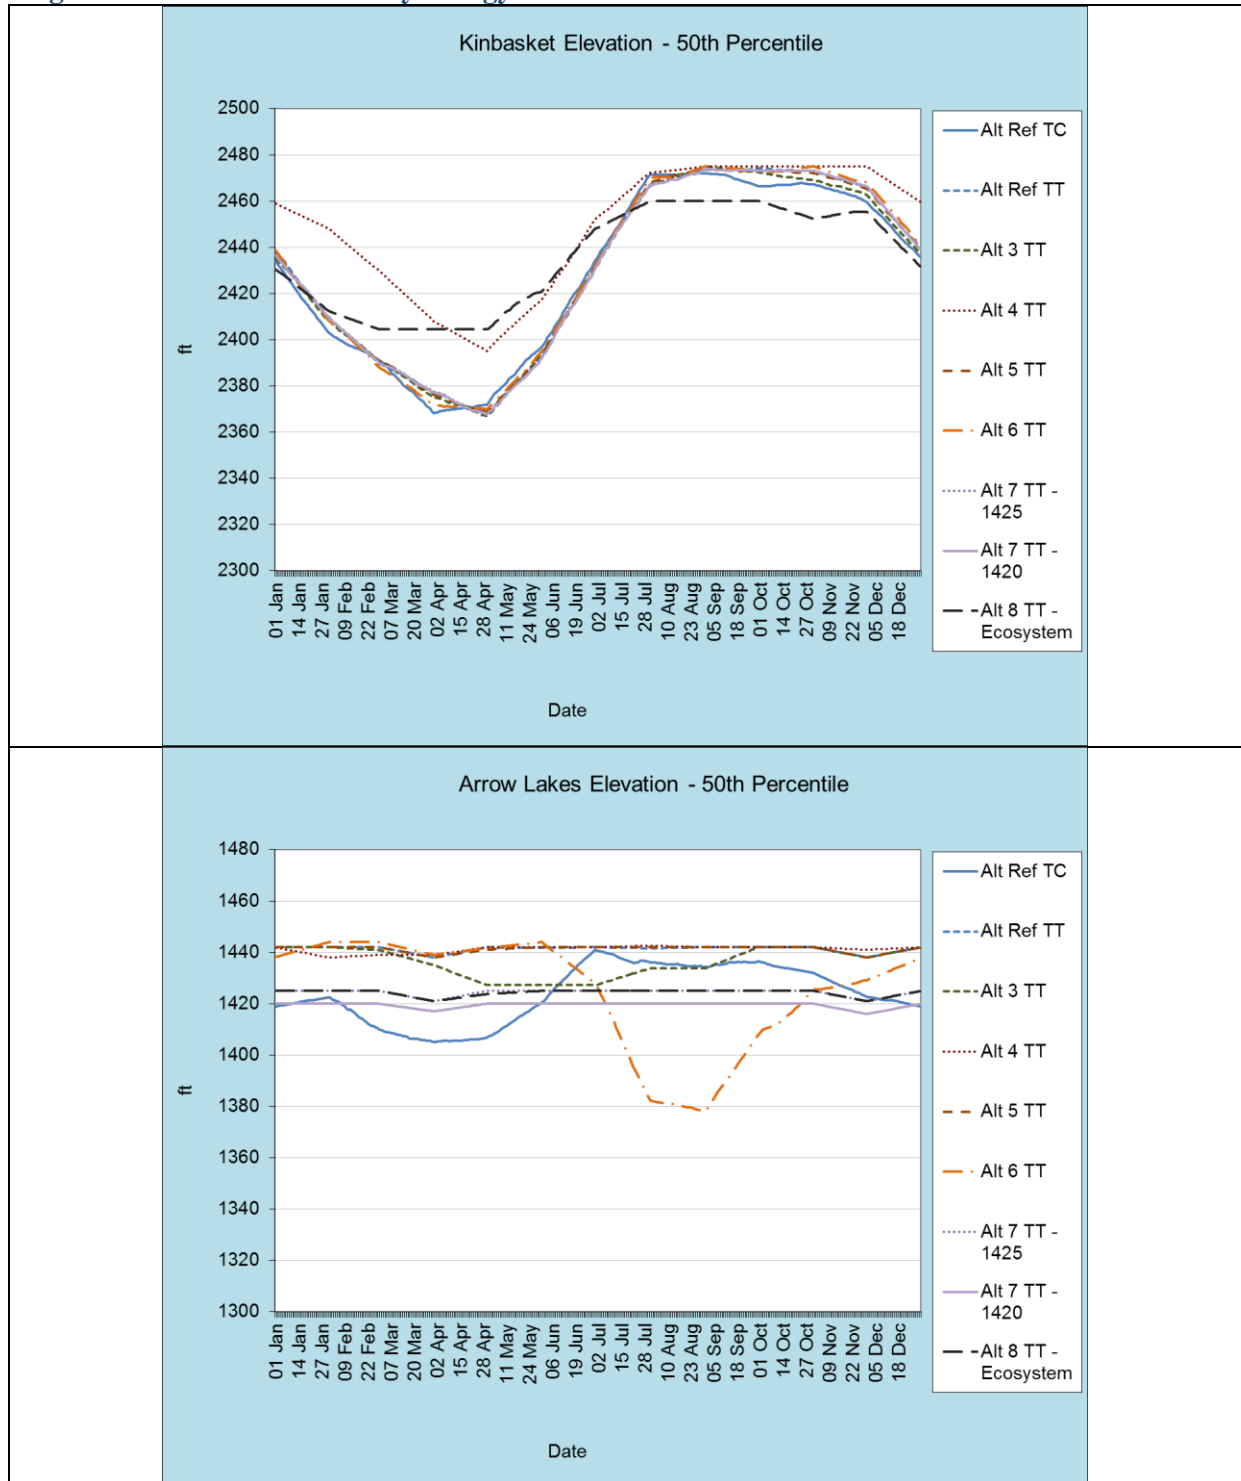 Kinbasket Elevation - 50th Percentile
2500
2480
2460
2440
2420
2400
2380
2360
2340
2320
2300
ft
01 Jan
14 Jan
27 Jan
09 Feb
22 Feb
07 Mar
20 Mar
02 Apr
15 Apr
28 Apr
11 May
24 May
06 Jun
19 Jun
02 Jul
15 Jul
28 Jul
10 Aug
23 Aug
05 Sep
18 Sep
01 Oct
14 Oct
27 Oct
09 Nov
22 Nov
05 Dec
18 Dec
Date
Alt Ref TC
Alt Ref TT
Alt 3 TT
Alt 4 TT
Alt 5 TT
Alt 6 TT
Alt 7 TT -
1425
Alt 7 TT -
1420
Alt 8 TT -
Ecosystem
Arrow Lakes Elevation - 50th Percentile
1480
1460
1440
1420
1400
1380
1360
1340
1320
1300
ft
01 Jan
14 Jan
27 Jan
09 Feb
22 Feb
07 Mar
20 Mar
02 Apr
15 Apr
28 Apr
11 May
24 May
06 Jun
19 Jun
02 Jul
15 Jul
28 Jul
10 Aug
23 Aug
05 Sep
18 Sep
01 Oct
14 Oct
27 Oct
09 Nov
22 Nov
05 Dec
18 Dec
Date
Alt Ref TC
Alt Ref TT
Alt 3 TT
Alt 4 TT
Alt 5 TT
Alt 6 TT
Alt 7 TT -
1425
Alt 7 TT -
1420
Alt 8 TT -
Ecosystem